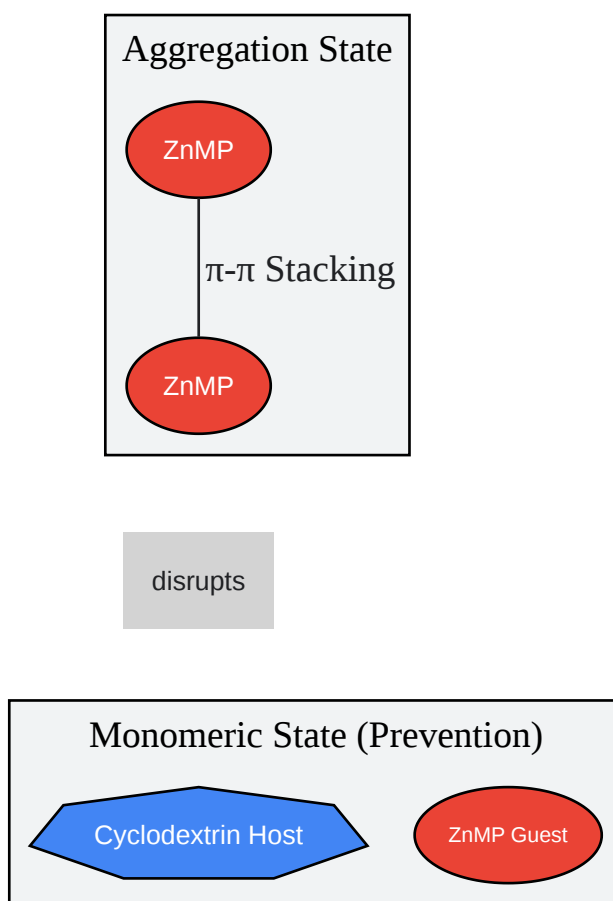 Aggregation State
ZnMP
π-π Stacking
ZnMP
disrupts
Monomeric State (Prevention)
Cyclodextrin Host
ZnMP Guest